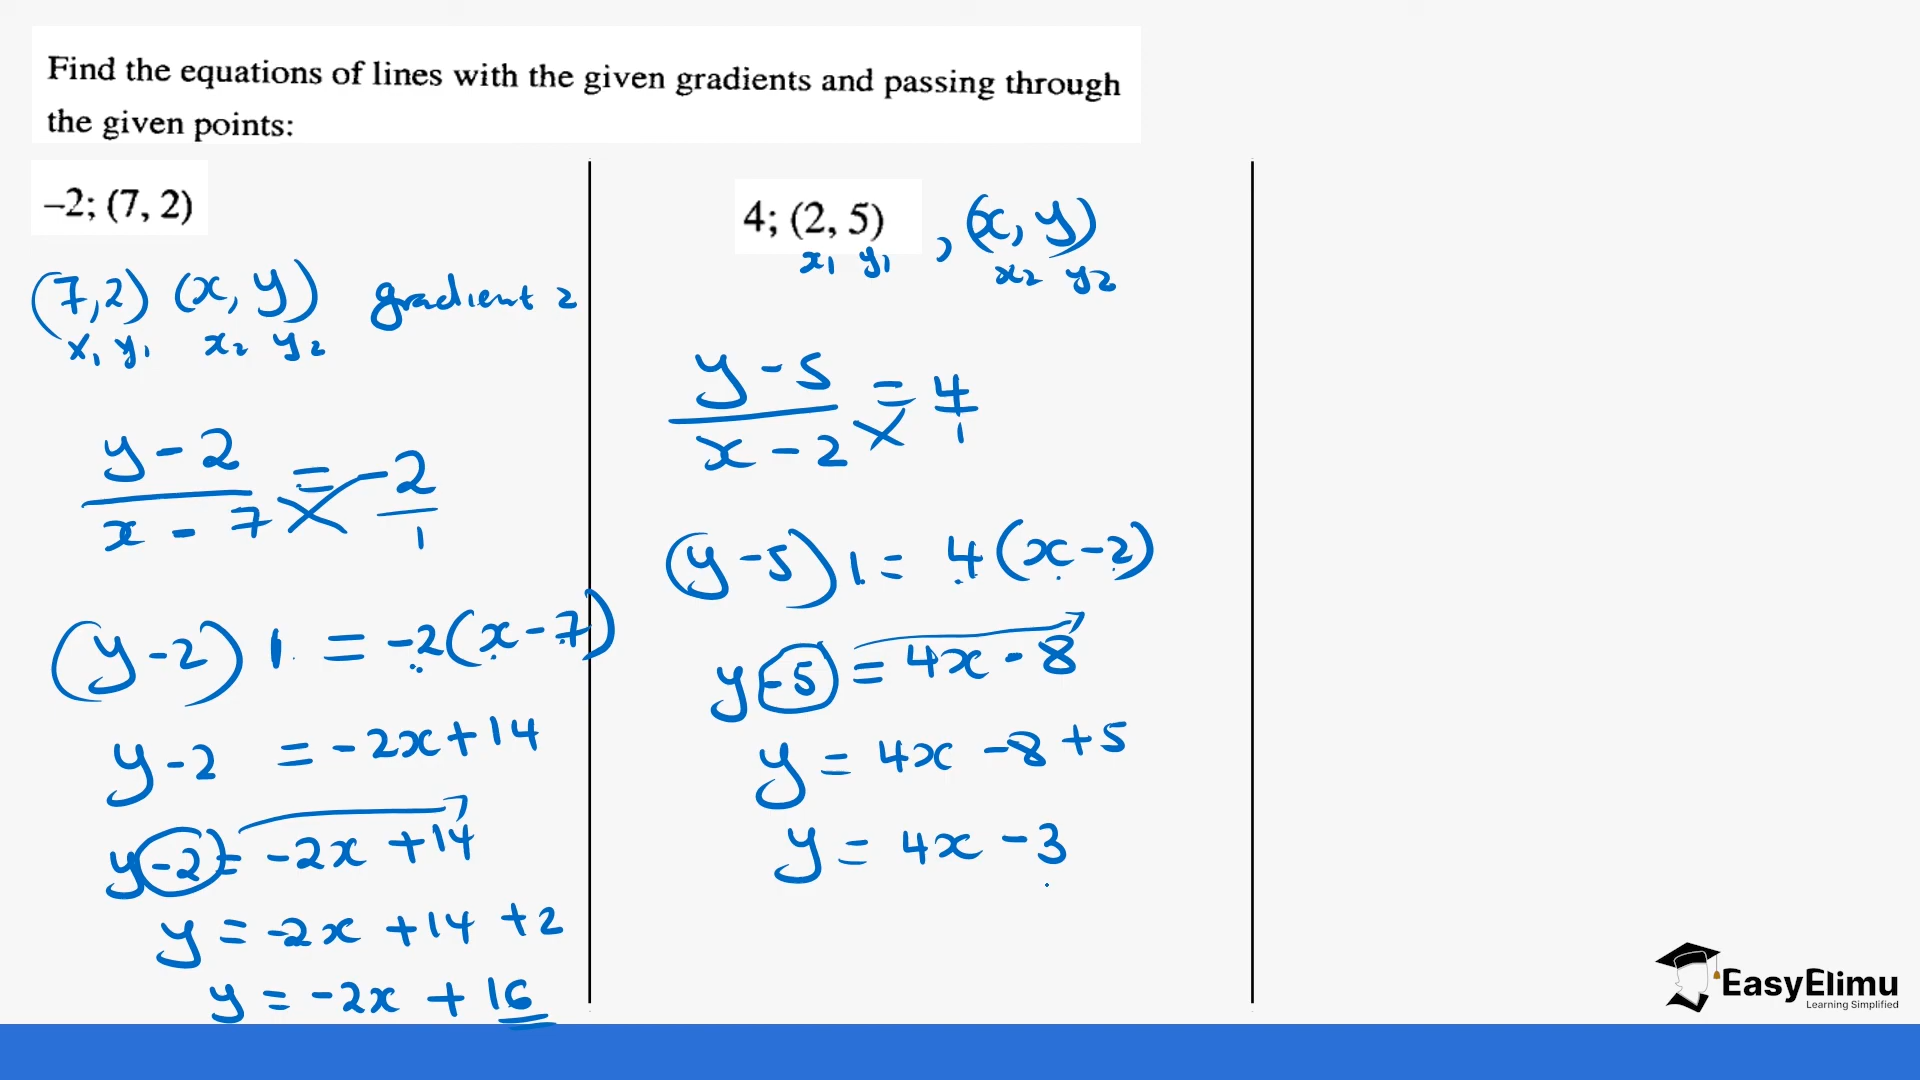 Find the equations of lines with the given gradients and passing through
the given points:
–2; (7, 2)
(7,2) (x, y) gradient 2
x₁ y₁ x₂ y₂
y-2
x - 7
= -2
1
(y-2) 1 = -2(x-7)
y-2 = -2x+14
y-2 = -2x +14
y = -2x +14 +2
y = -2x + 16
4; (2, 5) , (x, y)
x₁ y₁ x₂ y₂
y-5
x-2
= 4
1
(y-5) 1 = 4(x-2)
y-5 = 4x-8
y = 4x -8 +5
y = 4x -3
EasyElimu
Learning Simplified